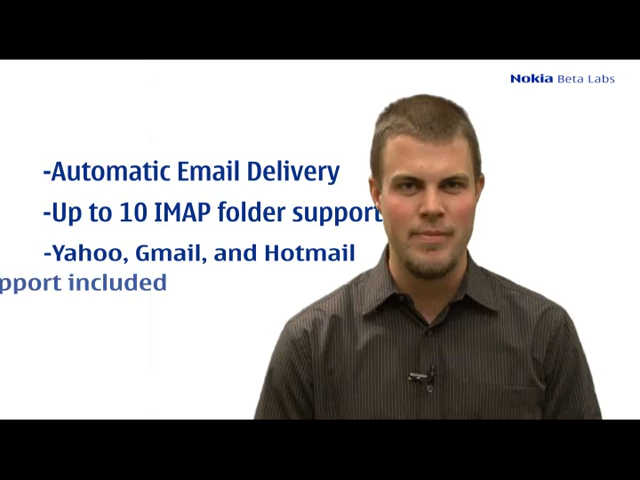 Nokia Beta Labs
-Automatic Email Delivery
-Up to 10 IMAP folder support
-Yahoo, Gmail, and Hotmail
pport included